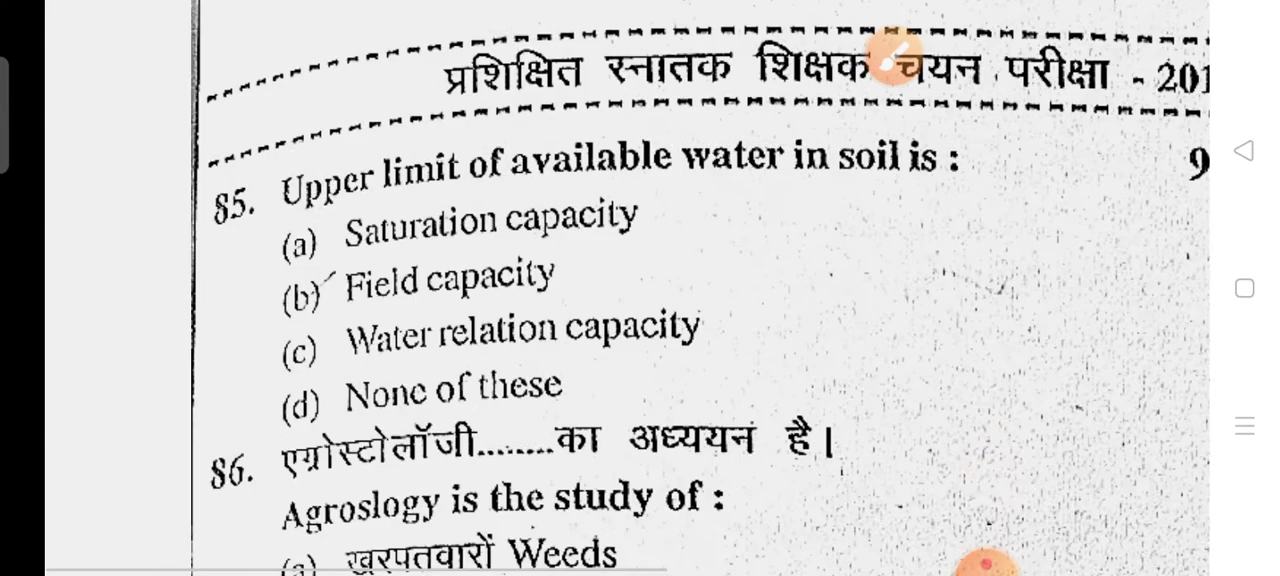 प्रशिक्षित स्नातक शिक्षक चयन परीक्षा - 201
85. Upper limit of available water in soil is :
9
(a) Saturation capacity
(b) Field capacity
(c) Water relation capacity
(d) None of these
86. एग्रोस्टोलॉजी........का अध्ययन है।
Agroslogy is the study of :
(a) खरपतवारों Weeds